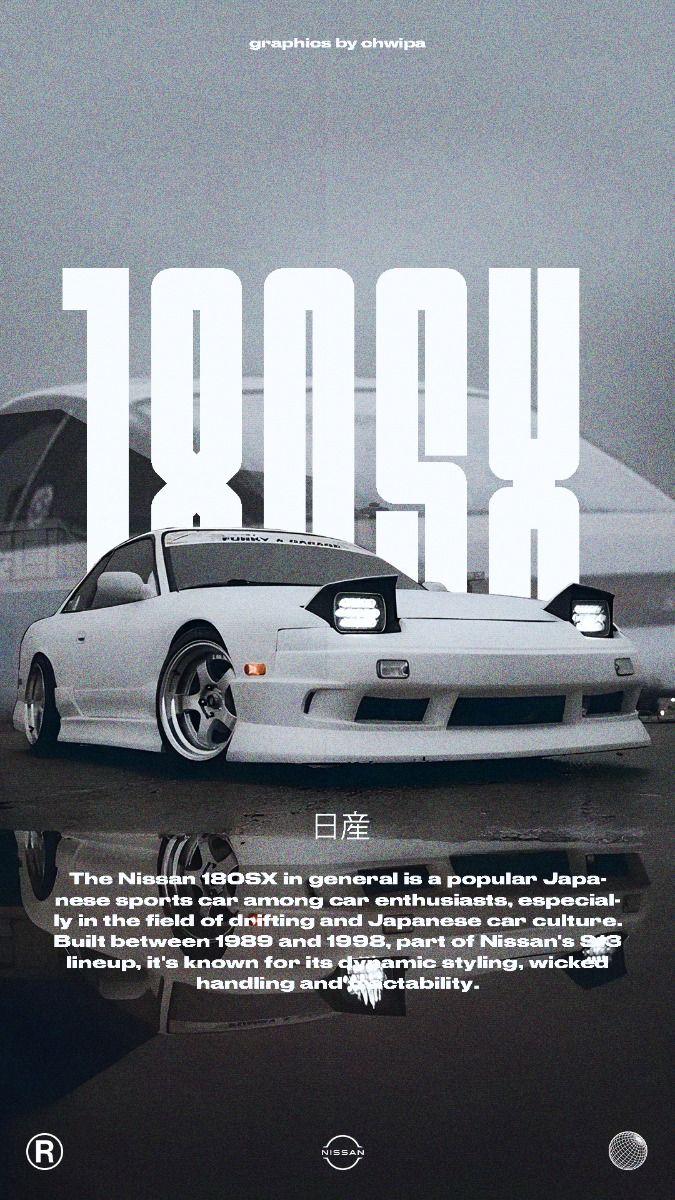 graphics by chwipa
180SX
日産
The Nissan 180SX in general is a popular Japa-
nese sports car among car enthusiasts, especial-
ly in the field of drifting and Japanese car culture.
Built between 1989 and 1998, part of Nissan's S13
lineup, it's known for its dynamic styling, wicked
handling and
R
NISSAN